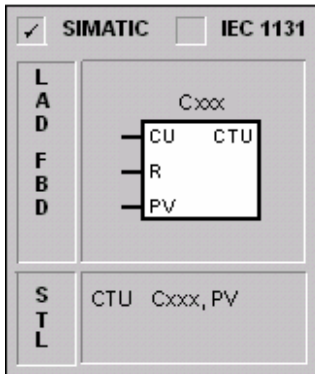 ✓ SIMATIC IEC 1131
L
A
D
F
B
D
Cxxx
CU CTU
R
PV
S
T
L
CTU Cxxx, PV